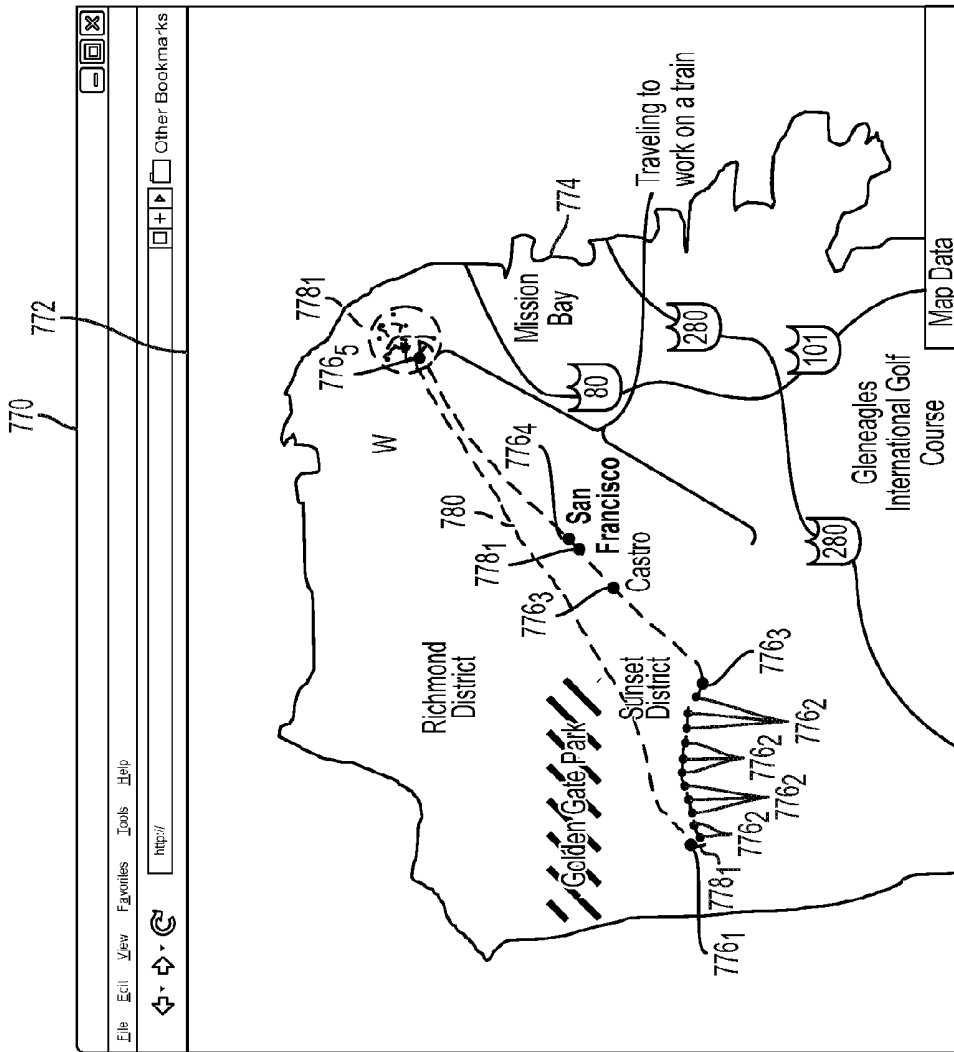 770
772
File Edit View Favorites Tools Help
http://
Other Bookmarks
Richmond
District
W
776₅
778₁
780
776₄
778₁
San
Francisco
776₃
Castro
Golden Gate Park
Sunset
District
776₃
776₂
776₂
776₂
776₂
778₁
776₁
Mission
Bay
774
80
280
101
280
Traveling to
work on a train
Gleneagles
International Golf
Course
Map Data